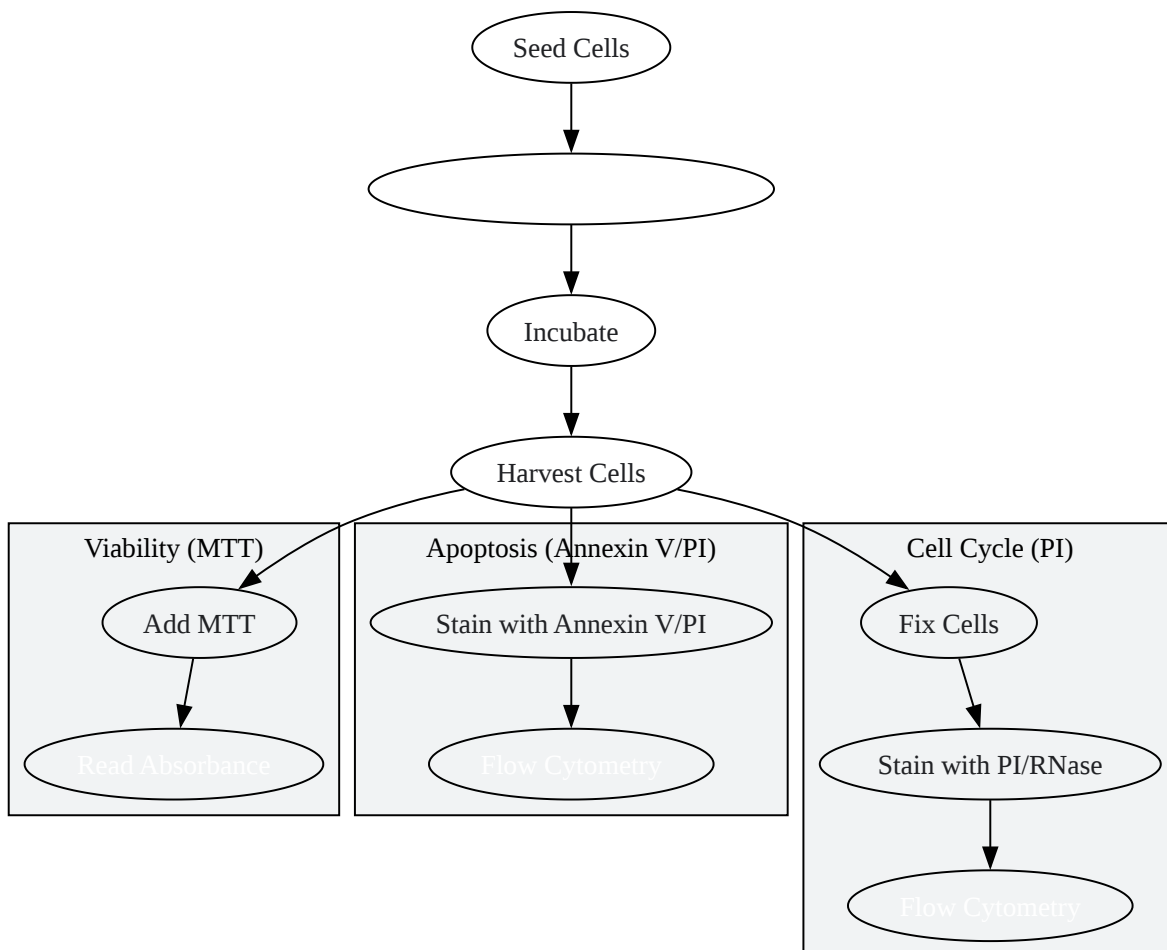 Seed Cells
Incubate
Harvest Cells
Viability (MTT)
Apoptosis (Annexin V/PI)
Cell Cycle (PI)
Add MTT
Stain with Annexin V/PI
Fix Cells
Read Absorbance
Flow Cytometry
Stain with PI/RNase
Flow Cytometry